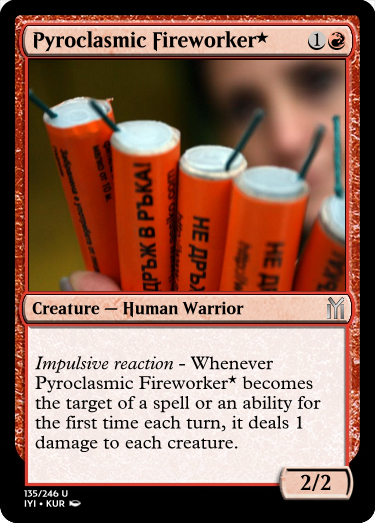 Pyroclasmic Fireworker★ 1
НЕ ДРЪЖ В РЪКА!
НЕ ДРЪ
НЕ Д
Creature — Human Warrior
Impulsive reaction - Whenever
Pyroclasmic Fireworker★ becomes
the target of a spell or an ability for
the first time each turn, it deals 1
damage to each creature.
2/2
135/246 U
IYI • KUR